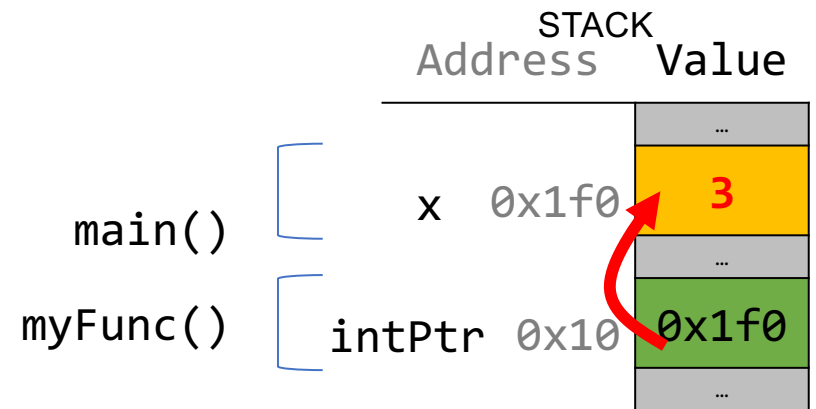 STACK
Address Value
…
x 0x1f0 3
main()
…
myFunc() intPtr 0x10 0x1f0
…